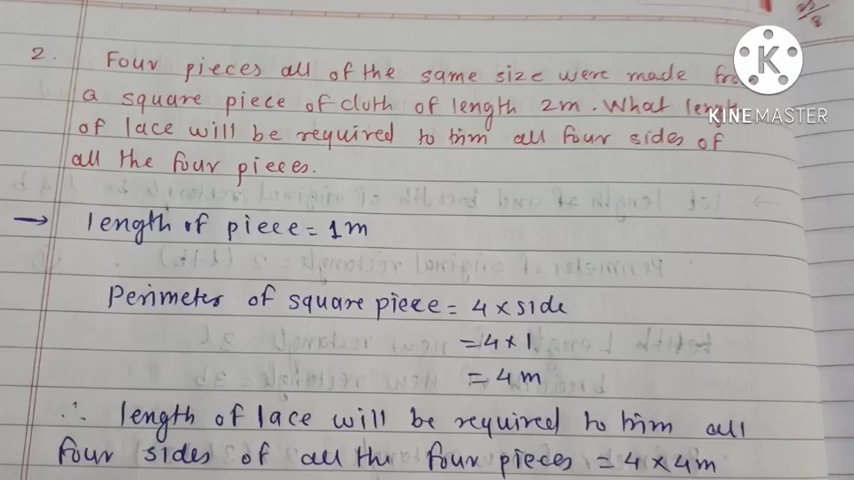 2. Four pieces all of the same size were made
a square piece of cloth of length 2m. What
of lace will be required to trim all four sides of
all the four pieces.
→ length of piece = 1m
Perimeter of square piece = 4 × side
= 4 × 1
= 4m
∴ length of lace will be required to trim all
four sides of all the four pieces = 4 × 4m
K
KINEMASTER